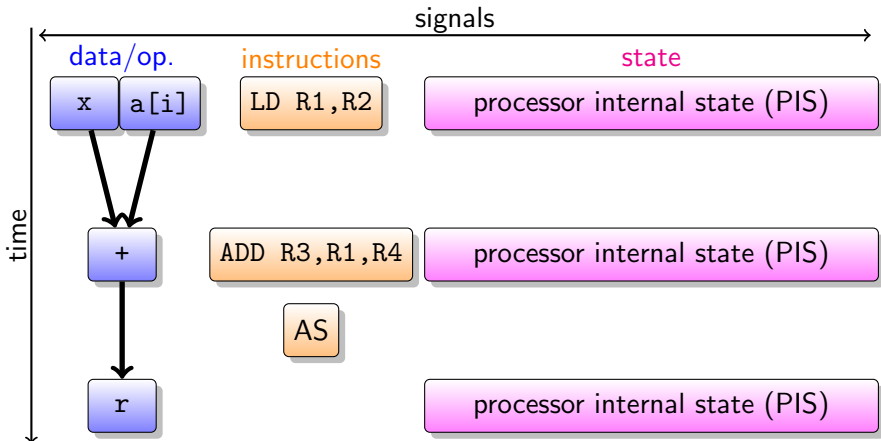 signals
data/op. instructions state
x a[i] LD R1,R2 processor internal state (PIS)
time
+ ADD R3,R1,R4 processor internal state (PIS)
AS
r processor internal state (PIS)